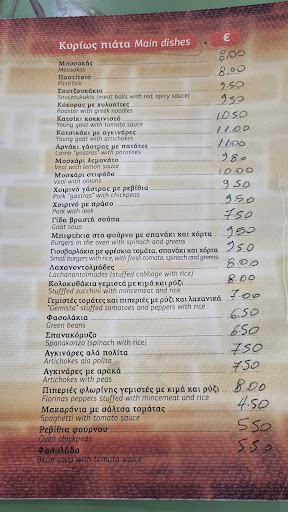 Κυρίως πιάτα Main dishes €
Μουσακάς 8.00
Mousakas
Παστίτσιο 8.00
Pastitsio
Σουτζουκάκια 9.50
Soutzoukakia (meat balls with red, spicy sauce)
Κόκορας με χυλοπίτες 9.50
Rooster with greek noodles
Κατσίκι κοκκινιστό 10.50
Young goat with tomato sauce
Κατσικάκι με αγκινάρες 11.00
Young goat with artichokes
Αρνάκι γάστρας με πατάτες 11.00
Lamb "gastras" with potatoes
Μοσχάρι λεμονάτο 9.80
Veal with lemon sauce
Μοσχάρι στιφάδο 10.00
Veal with onions
Χοιρινό γάστρας με ρεβίθια 9.50
Pork "gastras" with chickpeas
Χοιρινό με πράσο 9.50
Pork with leek
Γίδα βραστή σούπα 7.50
Goat soup
Μπιφτέκια στο φούρνο με σπανάκι και χόρτα 9.50
Burgers in the oven with spinach and greens
Γιουβαρλάκια με φρέσκια τομάτα, σπανάκι και χόρτα 9.50
Small burgers with rice, with fresh tomato, spinach and greens
Λαχανοντολμάδες 8.00
Lachanontolmades (stuffed cabbage with rice)
Κολοκυθάκια γεμιστά με κιμά και ρύζι 8.00
Stufffed zucchini with mincemeat and rice
Γεμιστές τομάτες και πιπεριές με ρύζι και λαχανικά 7.00
"Gemista" stuffed tomatoes and peppers with rice
Φασολάκια 6.50
Green beans
Σπανακόρυζο 6.50
Spanakorizo (spinach with rice)
Αγκινάρες αλά πολίτα 7.50
Artichokes ala polita
Αγκινάρες με αρακά 7.50
Artichokes with peas
Πιπεριές φλωρίνης γεμιστές με κιμά και ρύζι 8.00
Florinas peppers stuffed with mincemeat and rice
Μακαρόνια με σάλτσα τομάτας 4.50
Spaghetti with tomato sauce
Ρεβίθια φούρνου 5.50
Oven chickpeas
Φασολάδα 5.50
Bean soup with tomato sauce